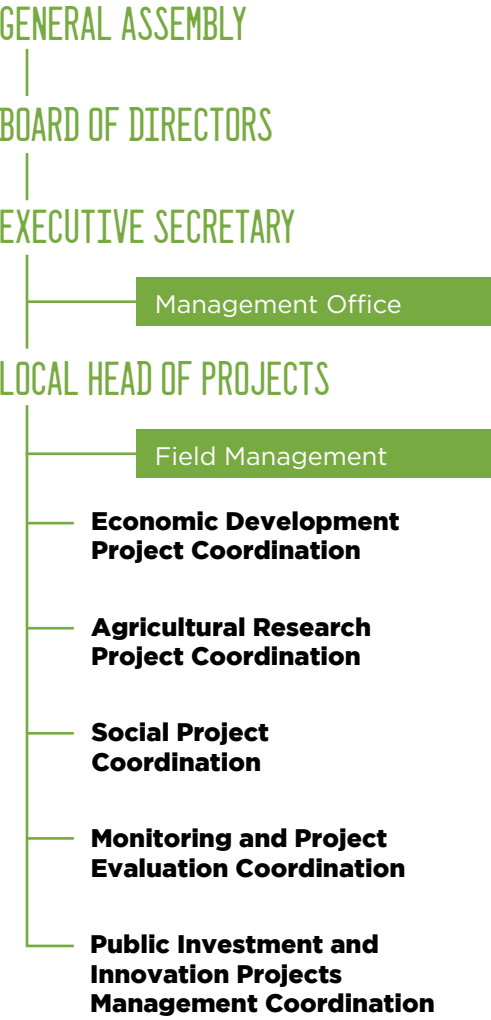 GENERAL ASSEMBLY
BOARD OF DIRECTORS
EXECUTIVE SECRETARY
Management Office
LOCAL HEAD OF PROJECTS
Field Management
Economic Development
Project Coordination
Agricultural Research
Project Coordination
Social Project
Coordination
Monitoring and Project
Evaluation Coordination
Public Investment and
Innovation Projects
Management Coordination